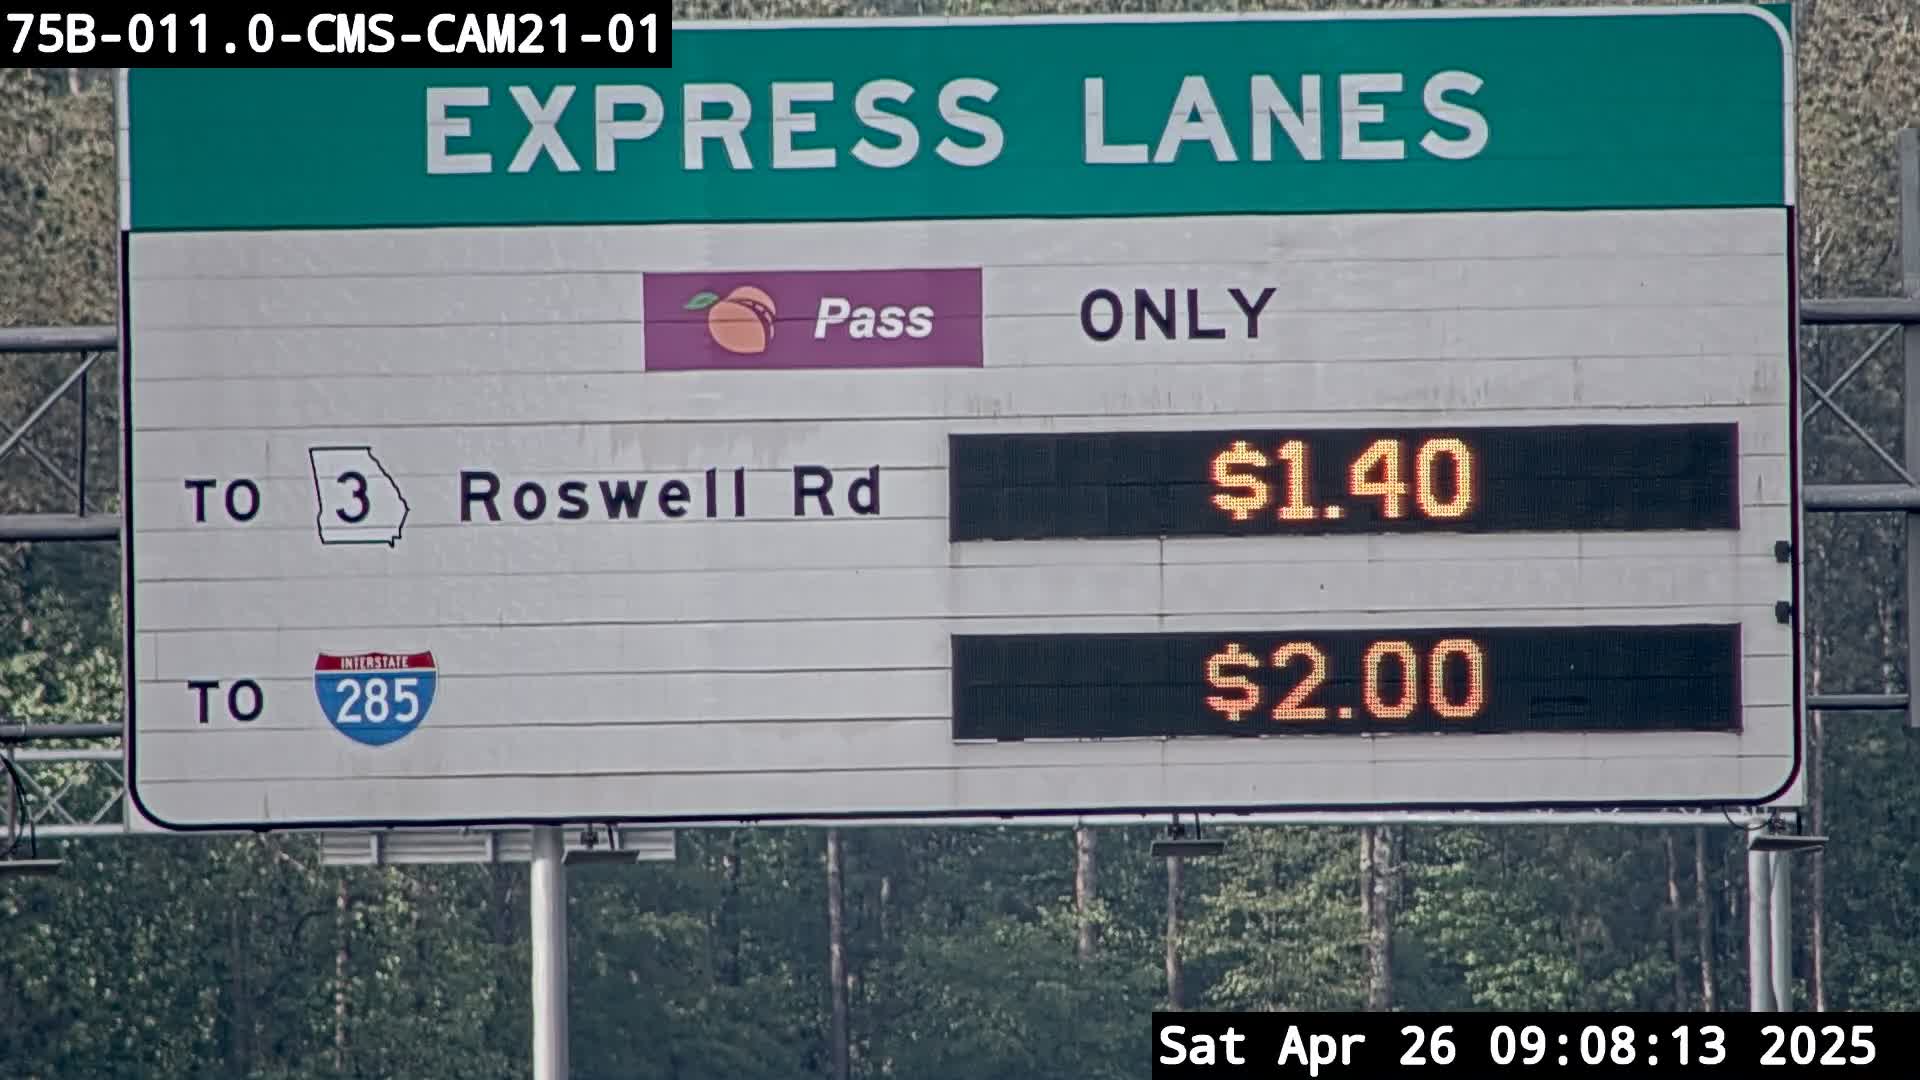 75B-011.0-CMS-CAM21-01
EXPRESS LANES
Pass ONLY
TO 3 Roswell Rd $1.40
INTERSTATE
TO 285 $2.00
Sat Apr 26 09:08:13 2025